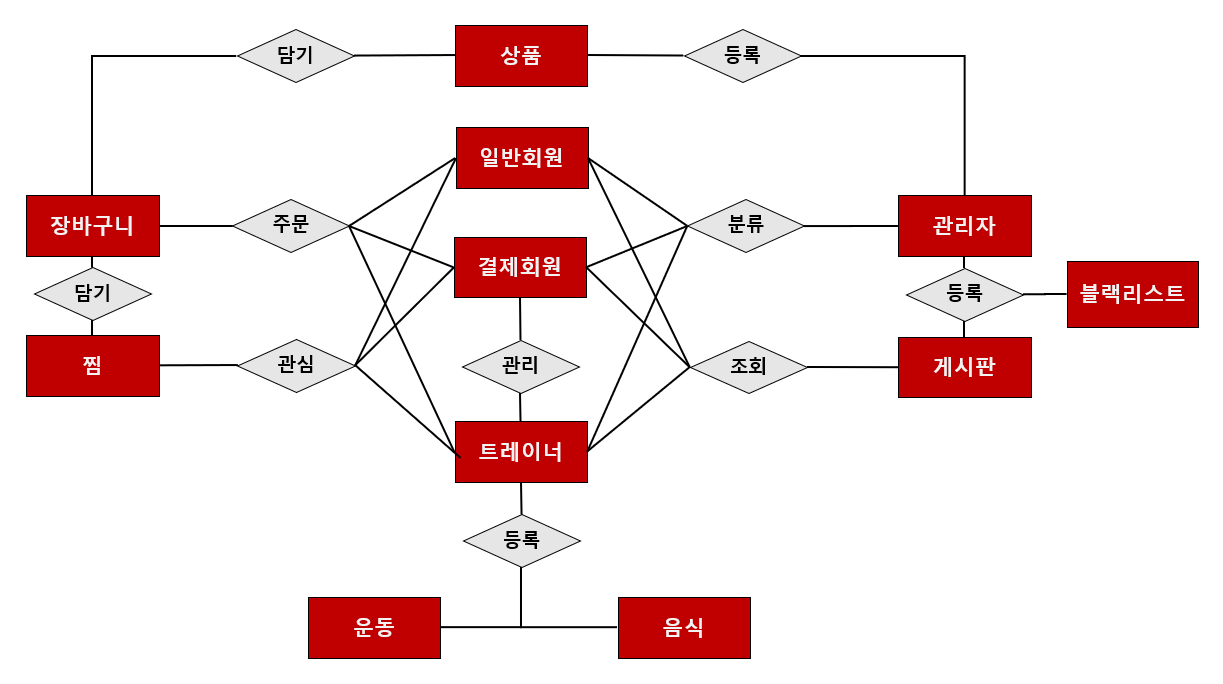 담기
상품
등록
일반회원
장바구니
주문
분류
관리자
결제회원
담기
등록
블랙리스트
찜
관심
관리
조회
게시판
트레이너
등록
운동
음식